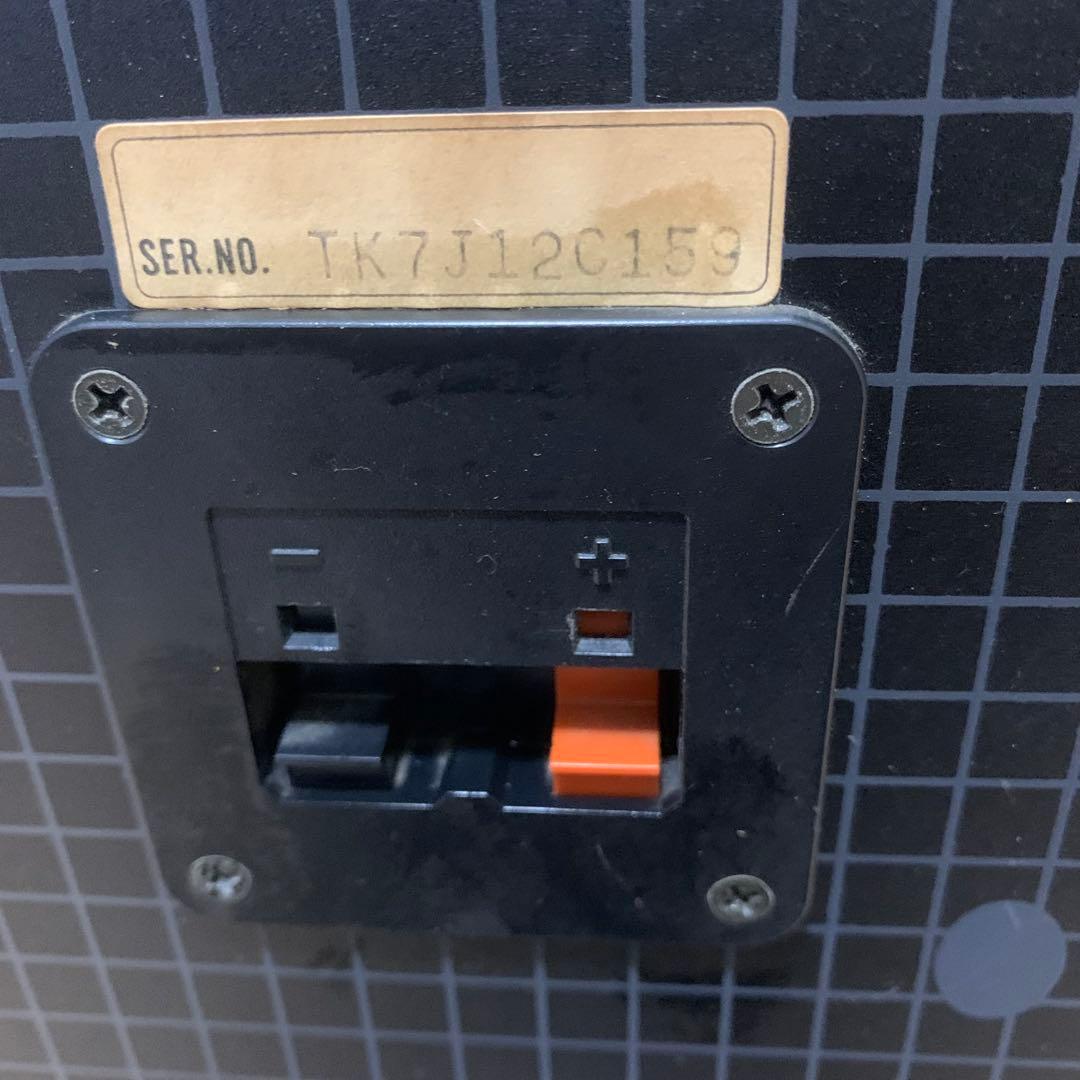 SER.NO. TK7J12C159
- +